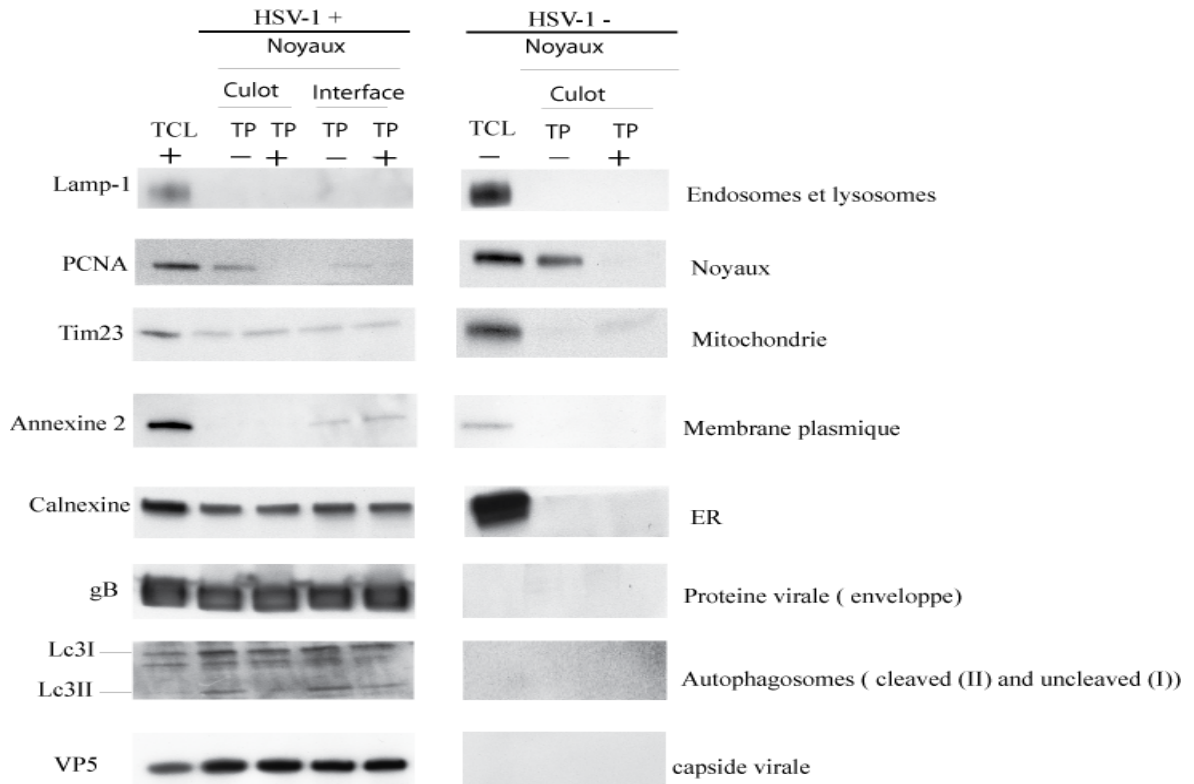 HSV-1 + HSV-1 -
Noyaux Noyaux
Culot Interface Culot
TCL TP TP TP TP TCL TP TP
+ − + − + − − +
Lamp-1 Endosomes et lysosomes
PCNA Noyaux
Tim23 Mitochondrie
Annexine 2 Membrane plasmique
Calnexine ER
gB Proteine virale ( enveloppe)
Lc3I
Lc3II Autophagosomes ( cleaved (II) and uncleaved (I))
VP5 capside virale